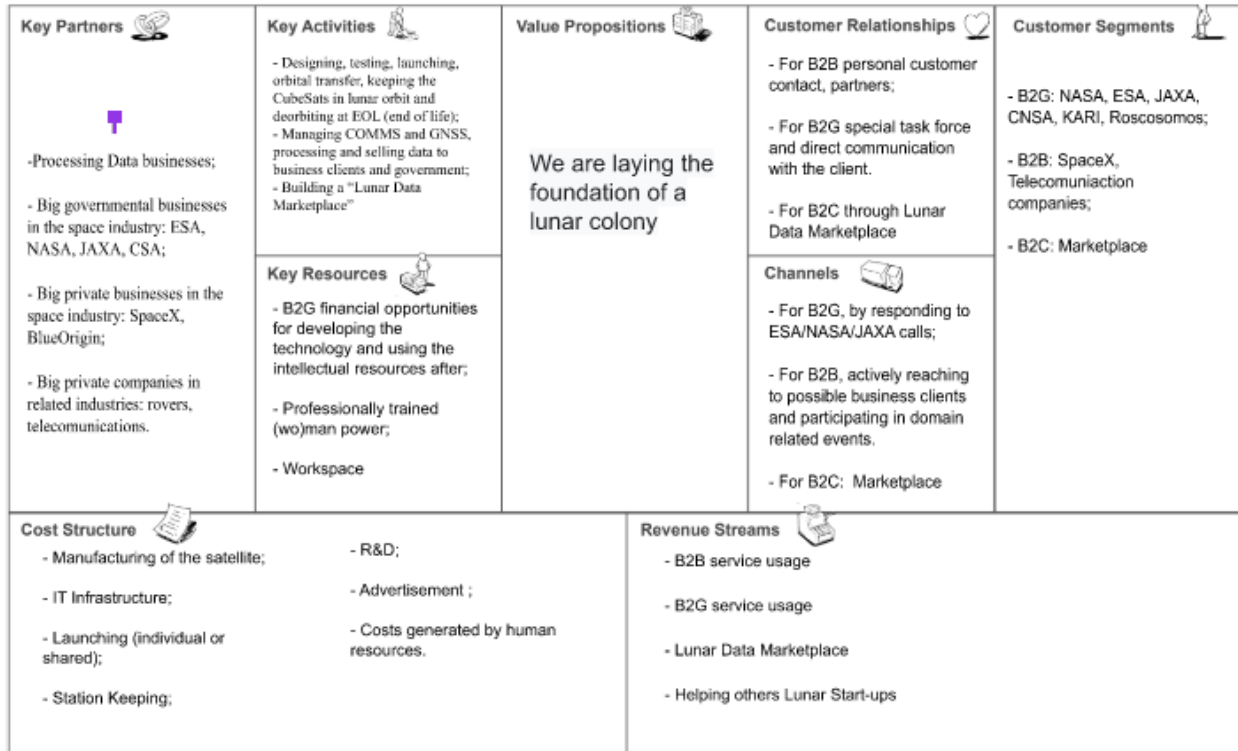 Key Partners
-Processing Data businesses;
- Big governmental businesses
in the space industry: ESA,
NASA, JAXA, CSA;
- Big private businesses in the
space industry: SpaceX,
BlueOrigin;
- Big private companies in
related industries: rovers,
telecommunications.
Key Activities
- Designing, testing, launching,
orbital transfer, keeping the
CubeSats in lunar orbit and
deorbiting at EOL (end of life);
- Managing COMMS and GNSS,
processing and selling data to
business clients and government;
- Building a “Lunar Data
Marketplace”
Key Resources
- B2G financial opportunities
for developing the
technology and using the
intellectual resources after;
- Professionally trained
(wo)man power;
- Workspace
Value Propositions
We are laying the
foundation of a
lunar colony
Customer Relationships
- For B2B personal customer
contact, partners;
- For B2G special task force
and direct communication
with the client.
- For B2C through Lunar
Data Marketplace
Channels
- For B2G, by responding to
ESA/NASA/JAXA calls;
- For B2B, actively reaching
to possible business clients
and participating in domain
related events.
- For B2C:  Marketplace
Customer Segments
- B2G: NASA, ESA, JAXA,
CNSA, KARI, Roscosomos;
- B2B: SpaceX,
Telecomuniaction
companies;
- B2C: Marketplace
Cost Structure
- Manufacturing of the satellite;
- IT Infrastructure;
- Launching (individual or
shared);
- Station Keeping;
- R&D;
- Advertisement ;
- Costs generated by human
resources.
Revenue Streams
- B2B service usage
- B2G service usage
- Lunar Data Marketplace
- Helping others Lunar Start-ups